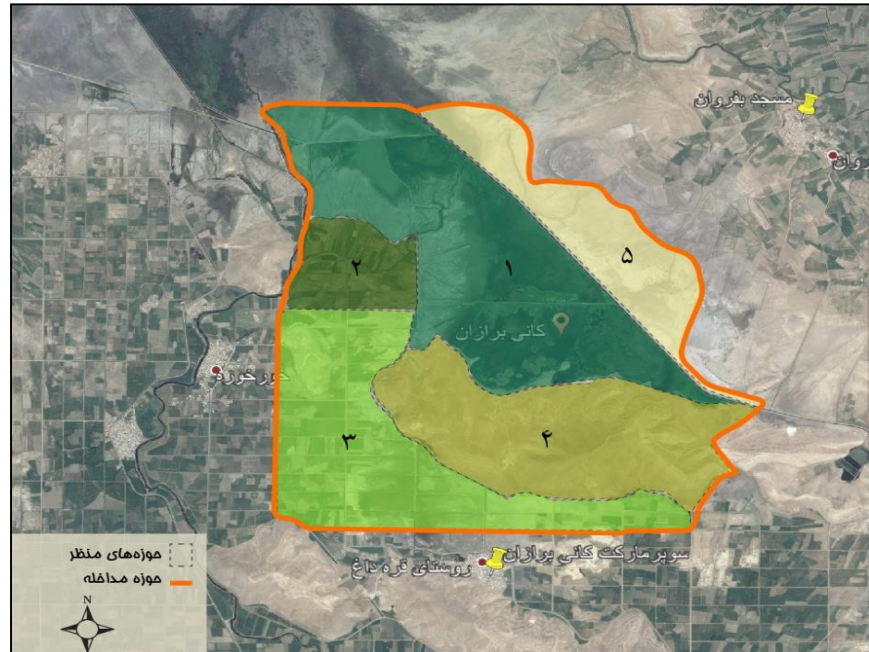 مسجد بفروان
روان
۱
۲
۵
کانی برازان
خورخوره
۳
۴
سوپرمارکت کانی برازان
روستای قره داغ
حوزه‌های منظر
حوزه مداخله
N